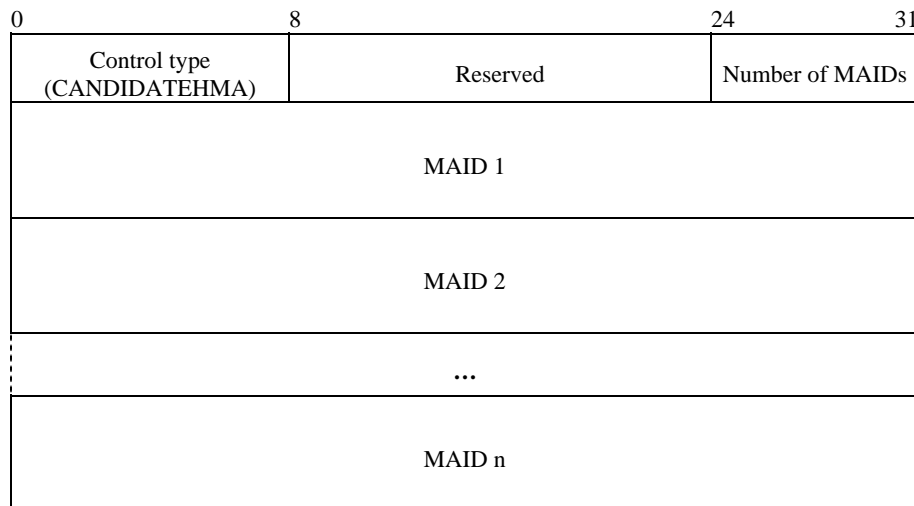 0 8 24 31
Control type
(CANDIDATEHMA)
Reserved
Number of MAIDs
MAID 1
MAID 2
...
MAID n